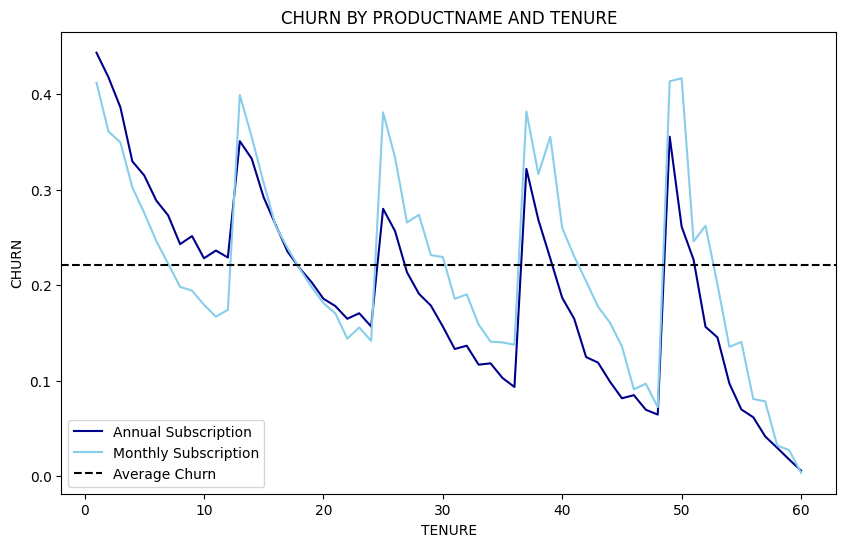 CHURN BY PRODUCTNAME AND TENURE
CHURN
0.4
0.3
0.2
0.1
0.0
Annual Subscription
Monthly Subscription
Average Churn
0 10 20 30 40 50 60
TENURE